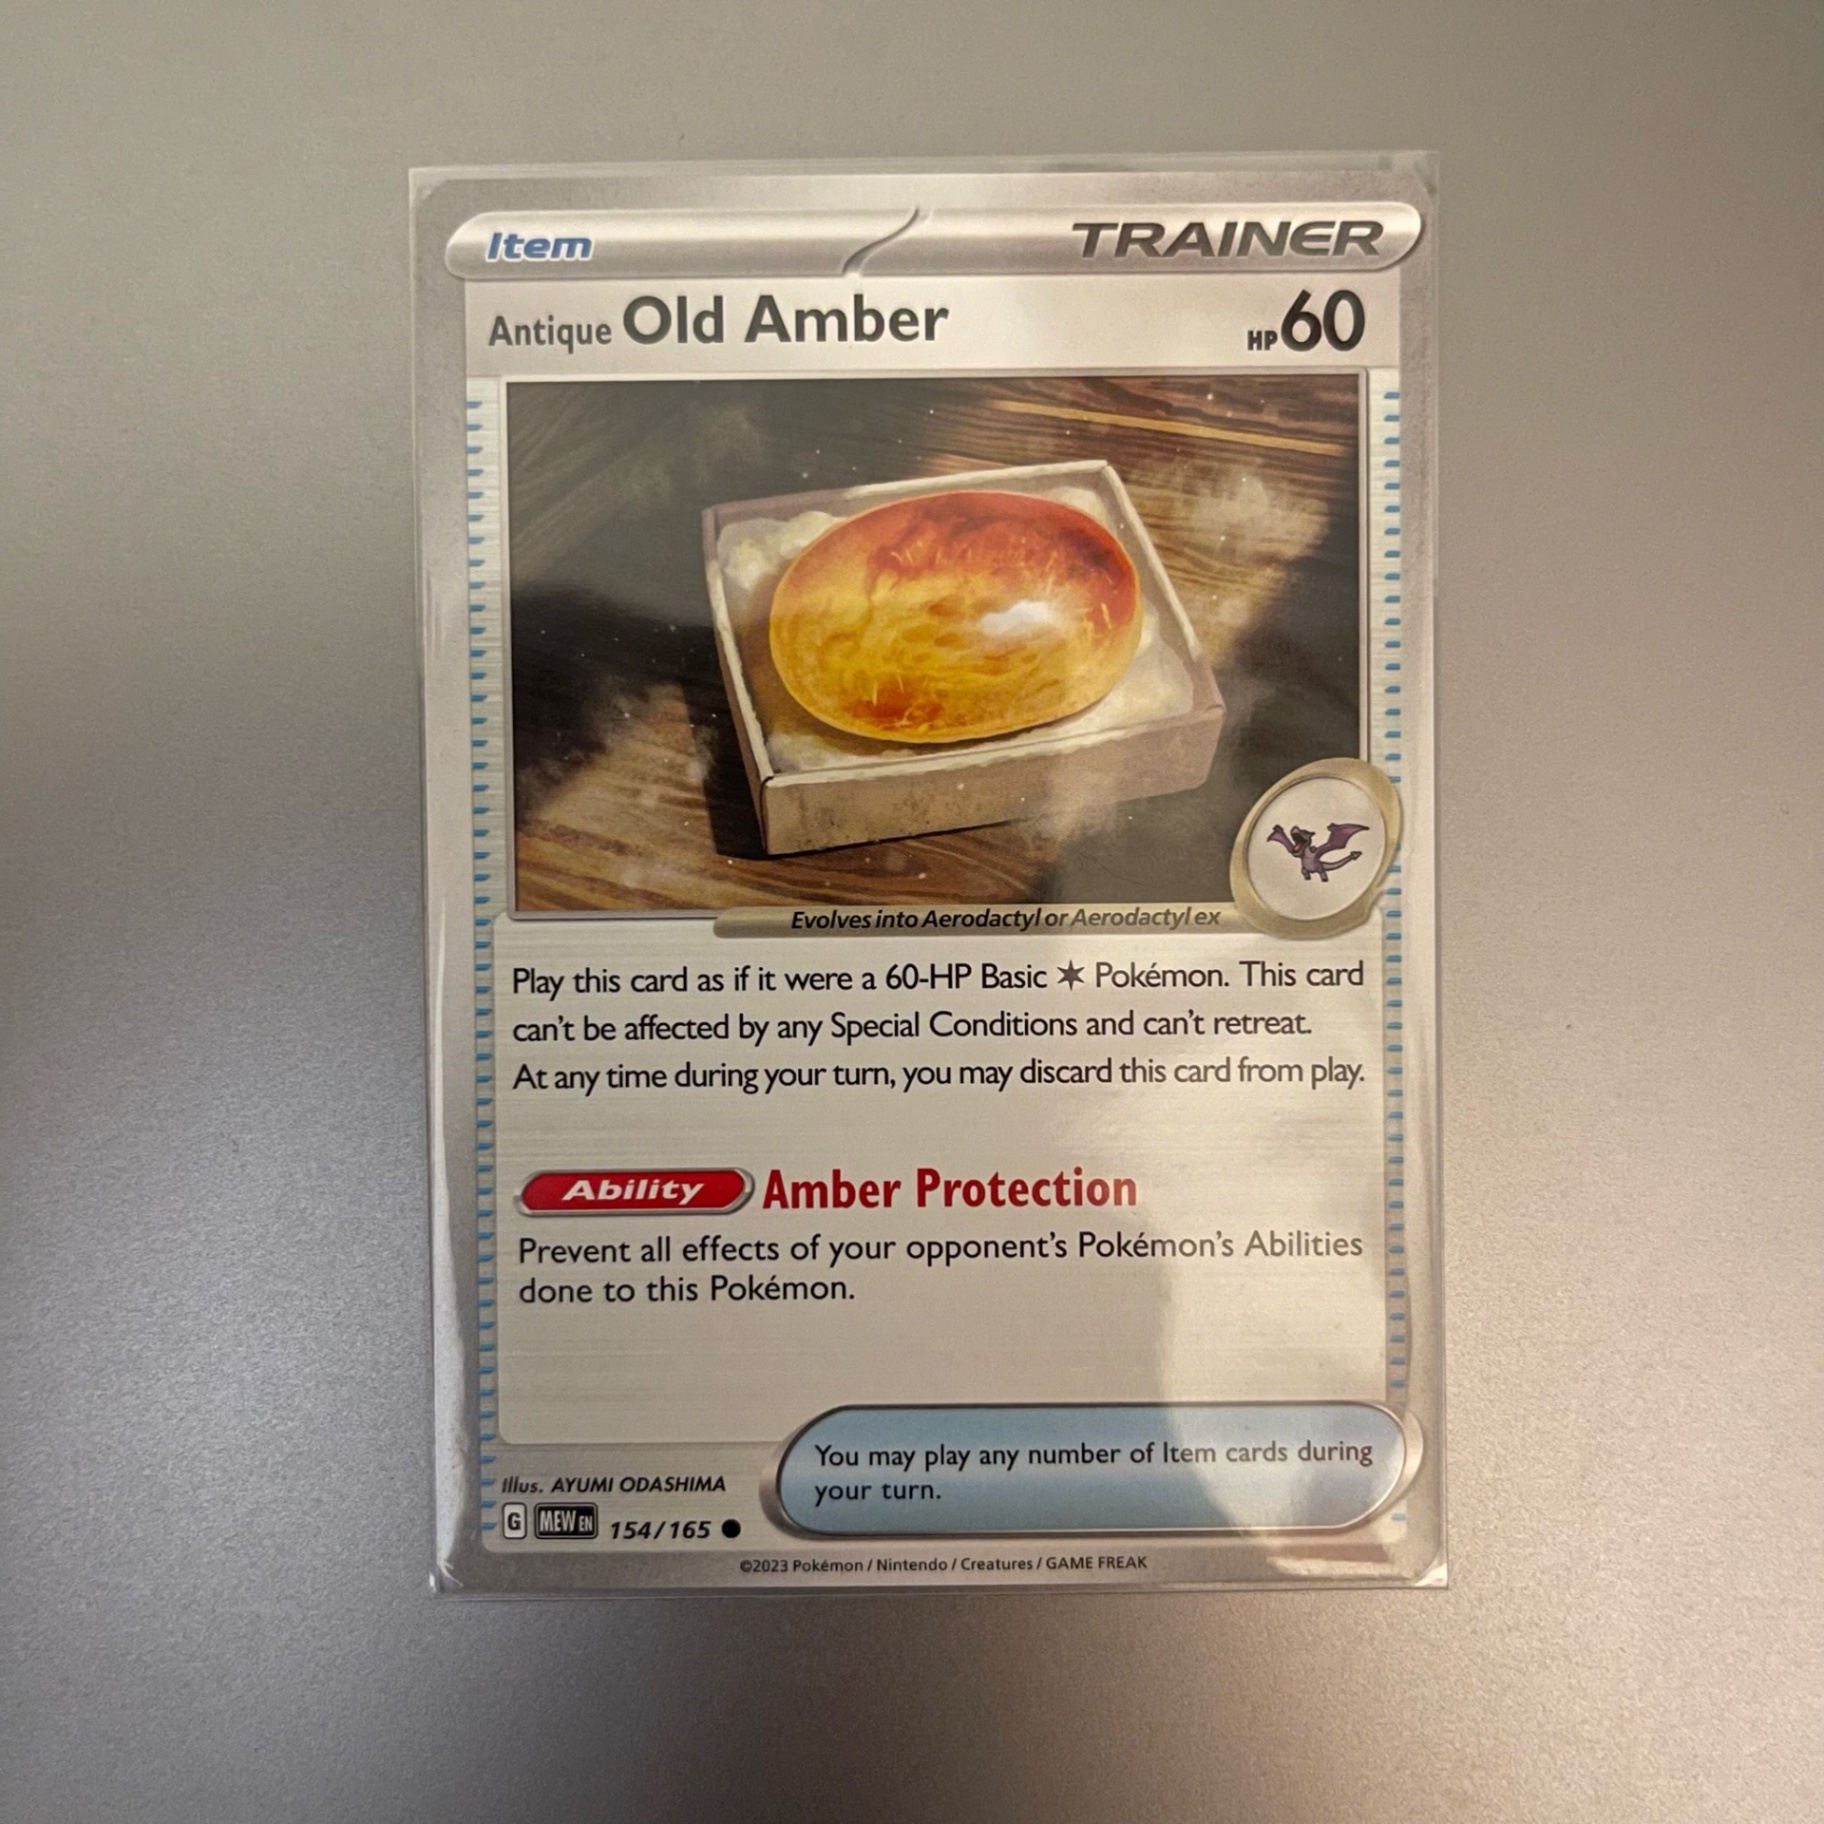 Item TRAINER
Antique Old Amber HP 60
Evolves into Aerodactyl or Aerodactyl ex
Play this card as if it were a 60-HP Basic Pokémon. This card
can't be affected by any Special Conditions and can't retreat.
At any time during your turn, you may discard this card from play.
Ability Amber Protection
Prevent all effects of your opponent's Pokémon's Abilities
done to this Pokémon.
You may play any number of Item cards during
your turn.
Illus. AYUMI ODASHIMA
G MEW EN 154/165
©2023 Pokémon / Nintendo / Creatures / GAME FREAK